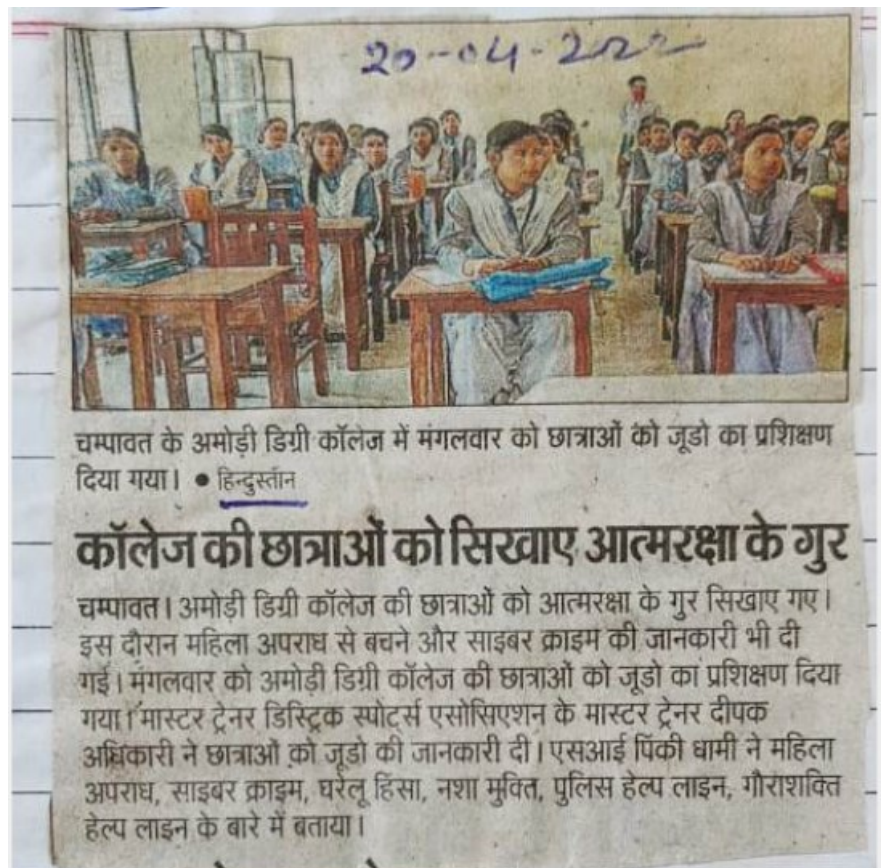 20-04-2022
चम्पावत के अमोड़ी डिग्री कॉलेज में मंगलवार को छात्राओं को जूडो का प्रशिक्षण
दिया गया। • हिन्दुस्तान
कॉलेज की छात्राओं को सिखाए आत्मरक्षा के गुर
चम्पावत। अमोड़ी डिग्री कॉलेज की छात्राओं को आत्मरक्षा के गुर सिखाए गए।
इस दौरान महिला अपराध से बचने और साइबर क्राइम की जानकारी भी दी
गई। मंगलवार को अमोड़ी डिग्री कॉलेज की छात्राओं को जूडो का प्रशिक्षण दिया
गया। मास्टर ट्रेनर डिस्ट्रिक स्पोर्ट्स एसोसिएशन के मास्टर ट्रेनर दीपक
अधिकारी ने छात्राओं को जूडो की जानकारी दी। एसआई पिंकी धामी ने महिला
अपराध, साइबर क्राइम, घरेलू हिंसा, नशा मुक्ति, पुलिस हेल्प लाइन, गौराशक्ति
हेल्प लाइन के बारे में बताया।